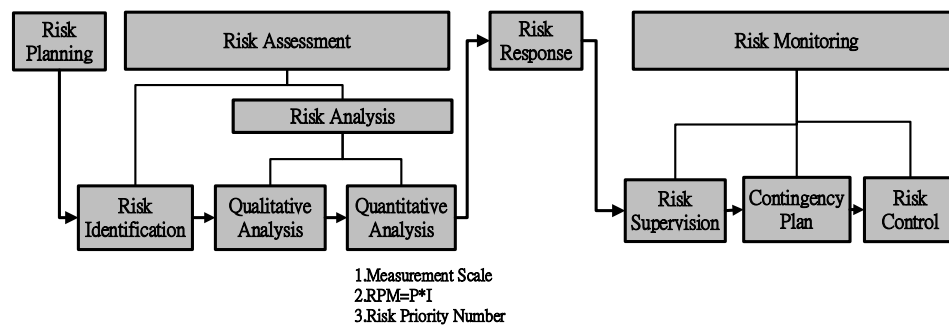 Risk
Planning
Risk Assessment
Risk
Response
Risk Monitoring
Risk Analysis
Risk
Identification
Qualitative
Analysis
Quantitative
Analysis
Risk
Supervision
Contingency
Plan
Risk
Control
1.Measurement Scale
2.RPM=P*I
3.Risk Priority Number